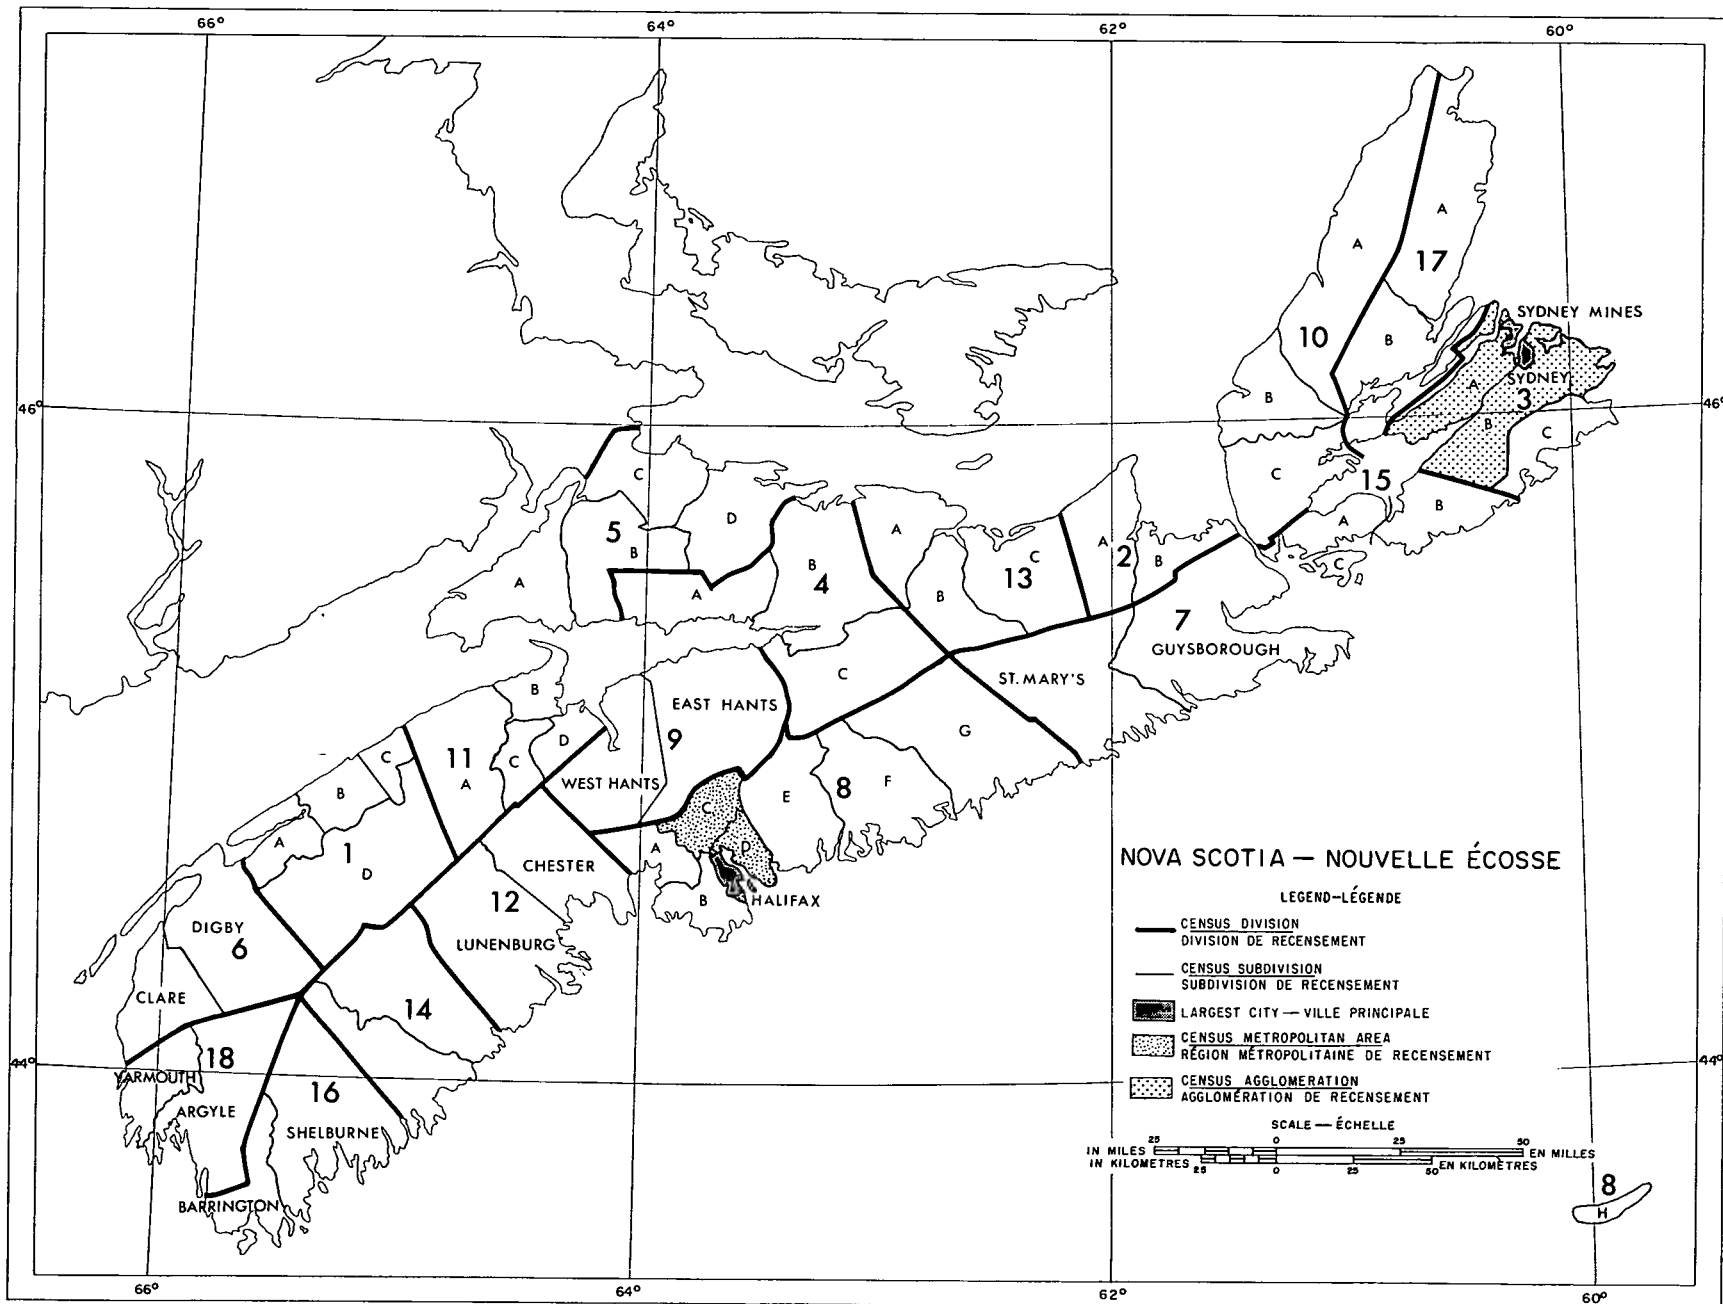 66° 64° 62° 60°
A
17
A
10
SYDNEY MINES
B
A
SYDNEY
3
B
46° 46°
B
C
C
C
15
B
A
D
A
5
B
B
A
C
2
B
C
13
4
A
A
B
7
GUYSBOROUGH
C
ST. MARY'S
B
EAST HANTS
9
D
G
C
11
C
A
WEST HANTS
B
E
8
F
C
A
1
D
CHESTER
A
D
12
B
HALIFAX
DIGBY
6
LUNENBURG
CLARE
14
18
44° 44°
YARMOUTH
16
ARGYLE
SHELBURNE
BARRINGTON
NOVA SCOTIA — NOUVELLE ÉCOSSE
LEGEND–LÉGENDE
CENSUS DIVISION
DIVISION DE RECENSEMENT
CENSUS SUBDIVISION
SUBDIVISION DE RECENSEMENT
LARGEST CITY — VILLE PRINCIPALE
CENSUS METROPOLITAN AREA
RÉGION MÉTROPOLITAINE DE RECENSEMENT
CENSUS AGGLOMERATION
AGGLOMÉRATION DE RECENSEMENT
SCALE — ÉCHELLE
25 0 25 50
IN MILES EN MILLES
IN KILOMETRES EN KILOMÈTRES
25 0 25 50
8
H
66° 64° 62° 60°